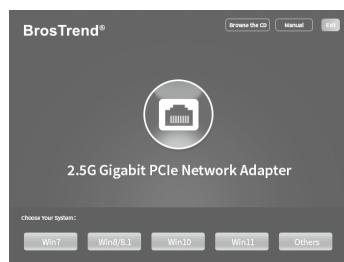 BrosTrend®
Browse the CD
Manual
Exit
2.5G Gigabit PCIe Network Adapter
Choose Your System:
Win7
Win8/8.1
Win10
Win11
Others